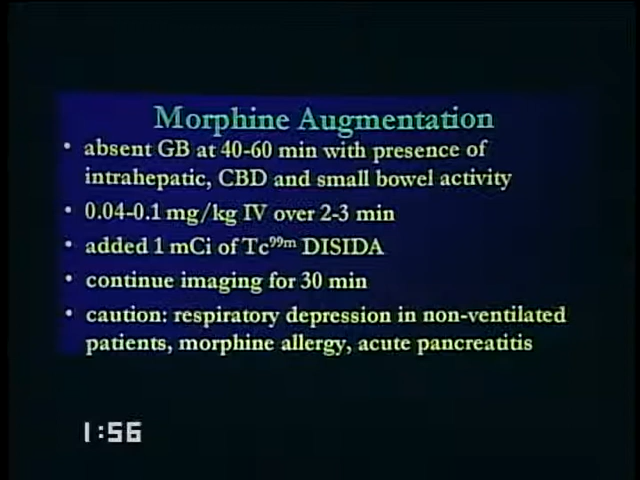 Morphine Augmentation
• absent GB at 40-60 min with presence of
intrahepatic, CBD and small bowel activity
• 0.04-0.1 mg/kg IV over 2-3 min
• added 1 mCi of Tc99m DISIDA
• continue imaging for 30 min
• caution: respiratory depression in non-ventilated
patients, morphine allergy, acute pancreatitis
1:56